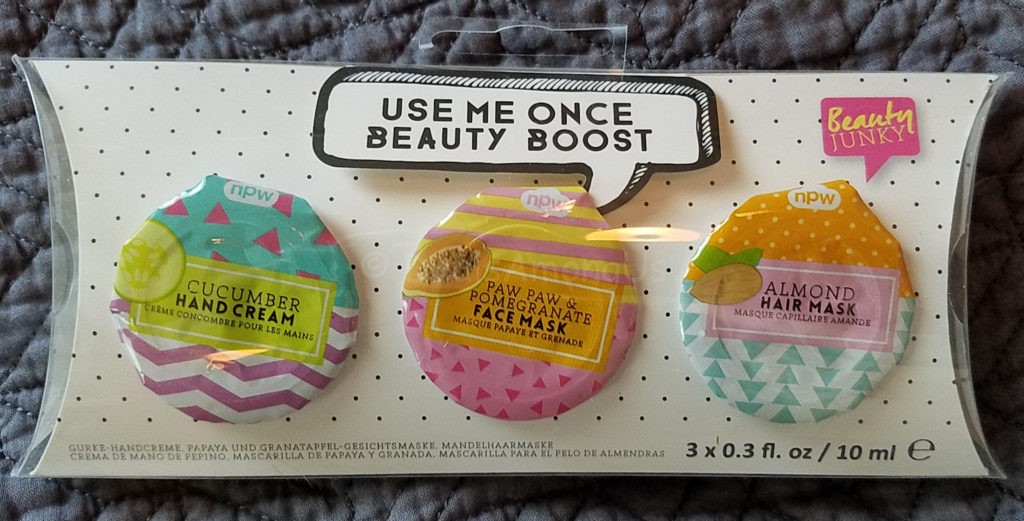 USE ME ONCE
BEAUTY BOOST
Beauty
JUNKY
npw
CUCUMBER
HAND CREAM
CRÈME CONCOMBRE POUR LES MAINS
npw
PAW PAW &
POMEGRANATE
FACE MASK
MASQUE PAPAYE ET GRENADE
npw
ALMOND
HAIR MASK
MASQUE CAPILLAIRE AMANDE
GURKE-HANDCREME, PAPAYA UND GRANATAPFEL-GESICHTSMASKE, MANDELHAARMASKE
CREMA DE MANO DE PEPINO, MASCARILLA DE PAPAYA Y GRANADA, MASCARILLA PARA EL PELO DE ALMENDRAS
3 x 0.3 fl. oz / 10 ml ℮